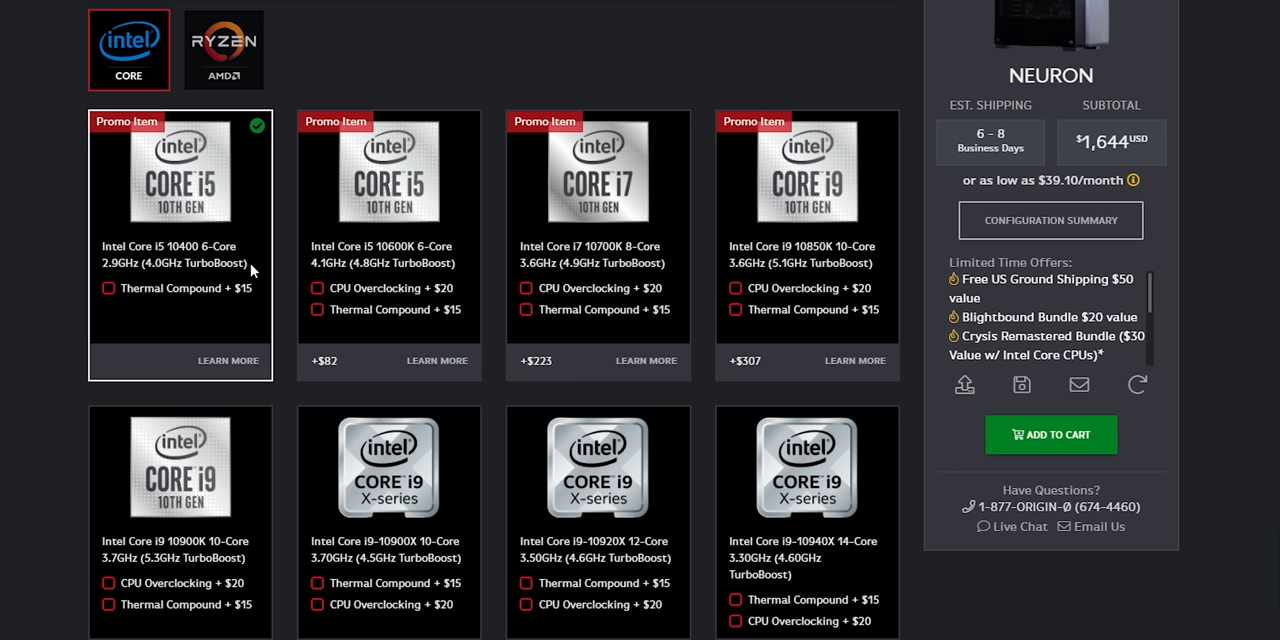 intel
CORE
RYZEN
AMD
Promo Item
intel
CORE i5
10TH GEN
Intel Core i5 10400 6-Core
2.9GHz (4.0GHz TurboBoost)
Thermal Compound + $15
LEARN MORE
Promo Item
intel
CORE i5
10TH GEN
Intel Core i5 10600K 6-Core
4.1GHz (4.8GHz TurboBoost)
CPU Overclocking + $20
Thermal Compound + $15
+$82
LEARN MORE
Promo Item
intel
CORE i7
10TH GEN
Intel Core i7 10700K 8-Core
3.6GHz (4.9GHz TurboBoost)
CPU Overclocking + $20
Thermal Compound + $15
+$223
LEARN MORE
Promo Item
intel
CORE i9
10TH GEN
Intel Core i9 10850K 10-Core
3.6GHz (5.1GHz TurboBoost)
CPU Overclocking + $20
Thermal Compound + $15
+$307
LEARN MORE
intel
CORE i9
10TH GEN
Intel Core i9 10900K 10-Core
3.7GHz (5.3GHz TurboBoost)
CPU Overclocking + $20
Thermal Compound + $15
intel
CORE i9
X-series
Intel Core i9-10900X 10-Core
3.70GHz (4.5GHz TurboBoost)
Thermal Compound + $15
CPU Overclocking + $20
intel
CORE i9
X-series
Intel Core i9-10920X 12-Core
3.50GHz (4.6GHz TurboBoost)
Thermal Compound + $15
CPU Overclocking + $20
intel
CORE i9
X-series
Intel Core i9-10940X 14-Core
3.30GHz (4.60GHz
TurboBoost)
Thermal Compound + $15
CPU Overclocking + $20
NEURON
EST. SHIPPING
6 - 8
Business Days
SUBTOTAL
$1,644USD
or as low as $39.10/month
CONFIGURATION SUMMARY
Limited Time Offers:
Free US Ground Shipping $50
value
Blightbound Bundle $20 value
Crysis Remastered Bundle ($30
Value w/ Intel Core CPUs)*
ADD TO CART
Have Questions?
1-877-ORIGIN-Ø (674-4460)
Live Chat
Email Us